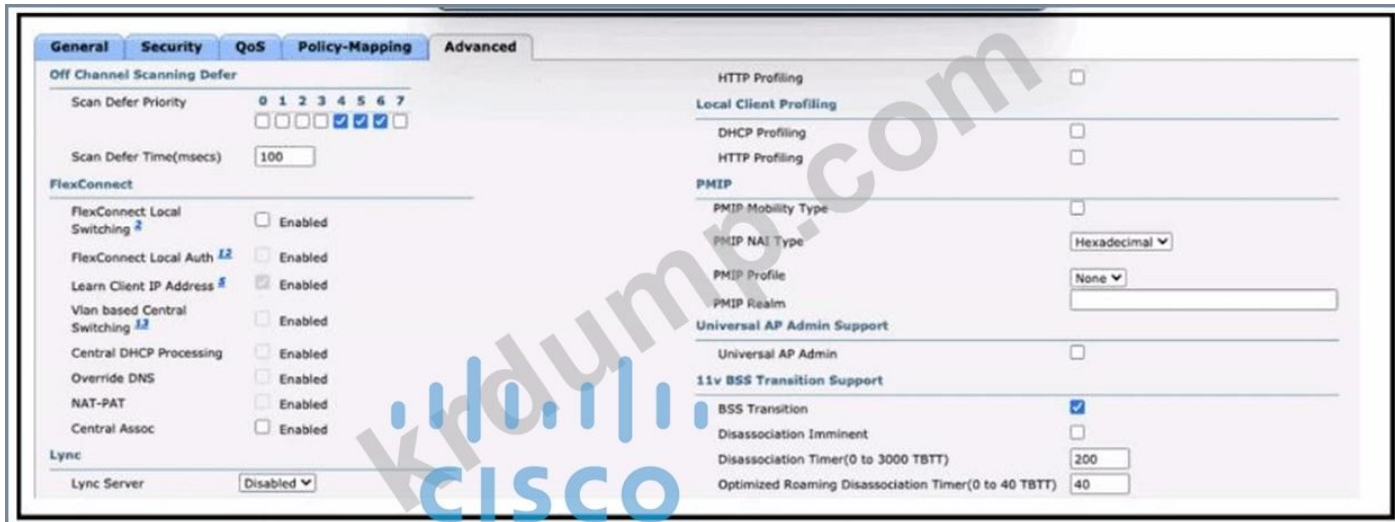 General Security QoS Policy-Mapping Advanced
Off Channel Scanning Defer
Scan Defer Priority 0 1 2 3 4 5 6 7
Scan Defer Time(msecs) 100
FlexConnect
FlexConnect Local
Switching 2 Enabled
FlexConnect Local Auth 12 Enabled
Learn Client IP Address 5 Enabled
Vlan based Central
Switching 13 Enabled
Central DHCP Processing Enabled
Override DNS Enabled
NAT-PAT Enabled
Central Assoc Enabled
Lync
Lync Server Disabled
HTTP Profiling
Local Client Profiling
DHCP Profiling
HTTP Profiling
PMIP
PMIP Mobility Type
PMIP NAI Type Hexadecimal
PMIP Profile None
PMIP Realm
Universal AP Admin Support
Universal AP Admin
11v BSS Transition Support
BSS Transition
Disassociation Imminent
Disassociation Timer(0 to 3000 TBTT) 200
Optimized Roaming Disassociation Timer(0 to 40 TBTT) 40
krdump.com
CISCO